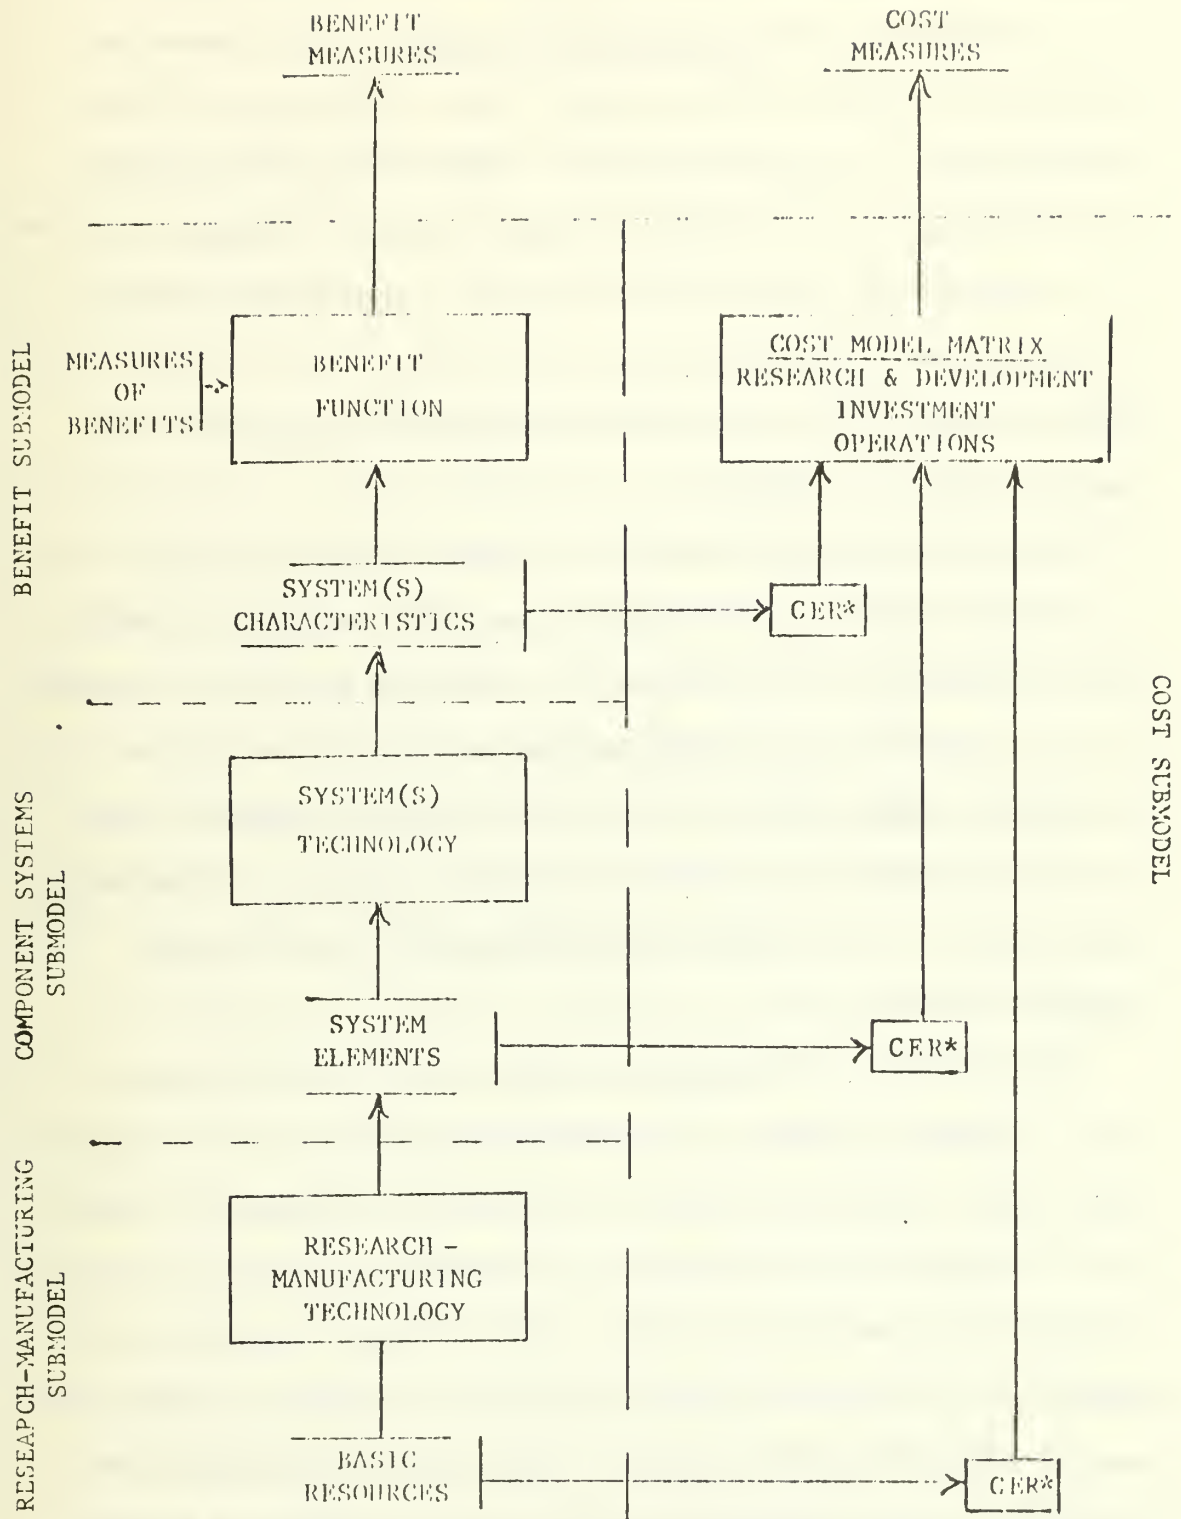 BENEFIT
MEASURES
COST
MEASURES
BENEFIT SUBMODEL
MEASURES
OF
BENEFITS
BENEFIT
FUNCTION
COST MODEL MATRIX
RESEARCH & DEVELOPMENT
INVESTMENT
OPERATIONS
SYSTEM(S)
CHARACTERISTICS
CER*
COST SUBMODEL
COMPONENT SYSTEMS
SUBMODEL
SYSTEM(S)
TECHNOLOGY
SYSTEM
ELEMENTS
CER*
RESEARCH-MANUFACTURING
SUBMODEL
RESEARCH -
MANUFACTURING
TECHNOLOGY
BASIC
RESOURCES
CER*